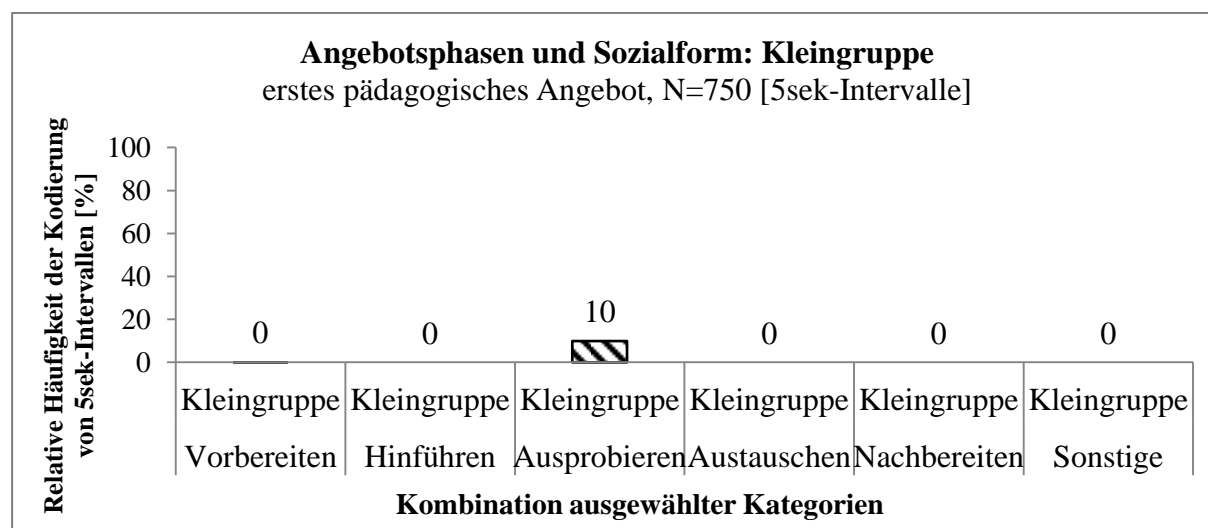 Angebotsphasen und Sozialform: Kleingruppe
erstes pädagogisches Angebot, N=750 [5sek-Intervalle]
Relative Häufigkeit der Kodierung
von 5sek-Intervallen [%]
100
80
60
40
20
0
0 0 10 0 0 0
Kleingruppe Kleingruppe Kleingruppe Kleingruppe Kleingruppe Kleingruppe
Vorbereiten Hinführen Ausprobieren Austauschen Nachbereiten Sonstige
Kombination ausgewählter Kategorien